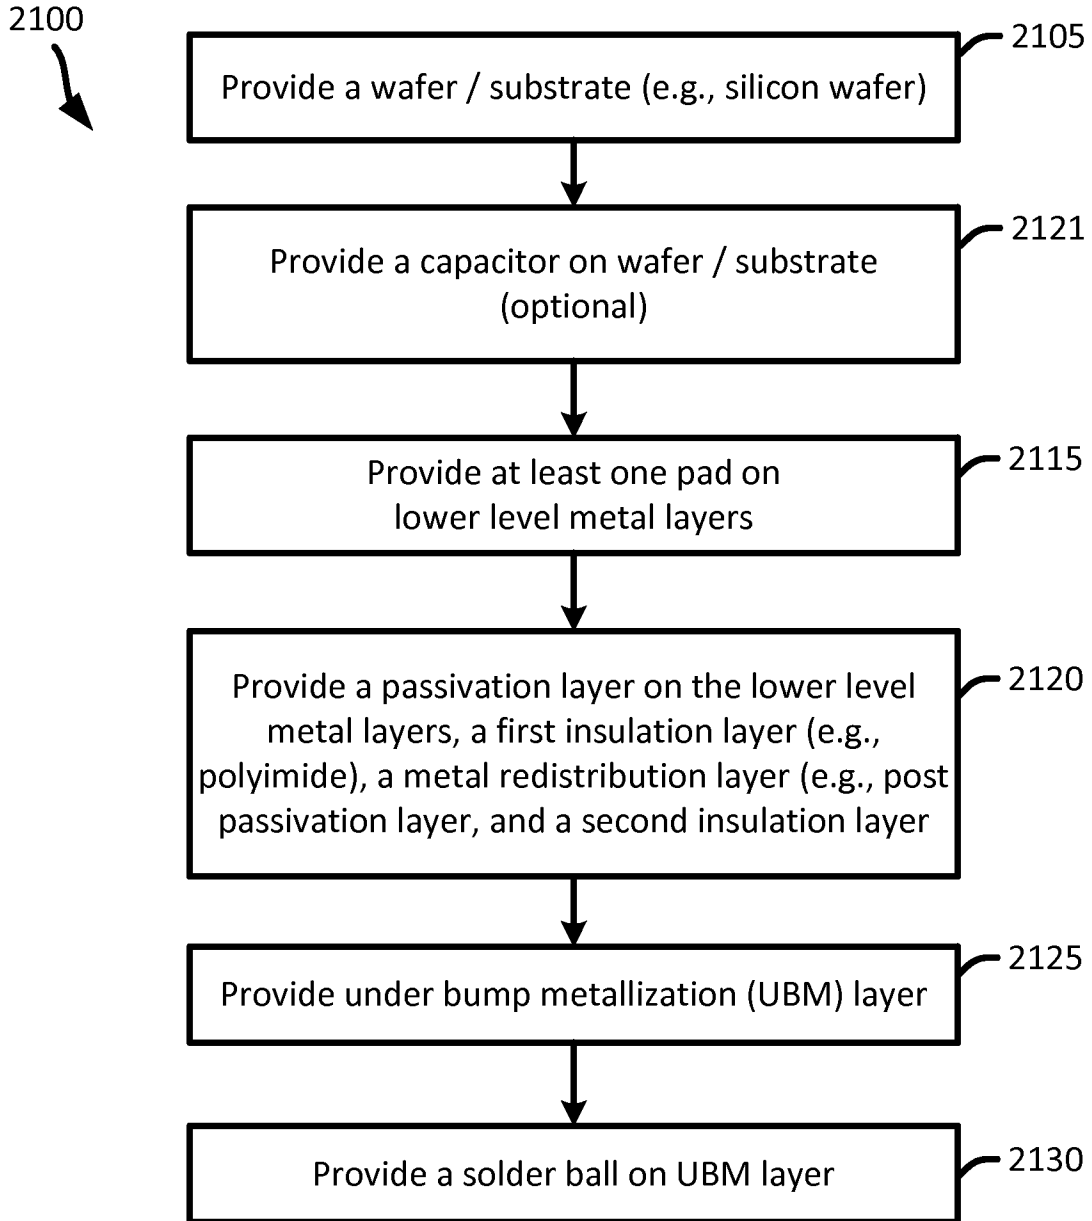 2100
2105
Provide a wafer / substrate (e.g., silicon wafer)
2121
Provide a capacitor on wafer / substrate
(optional)
2115
Provide at least one pad on
lower level metal layers
2120
Provide a passivation layer on the lower level
metal layers, a first insulation layer (e.g.,
polyimide), a metal redistribution layer (e.g., post
passivation layer, and a second insulation layer
2125
Provide under bump metallization (UBM) layer
2130
Provide a solder ball on UBM layer